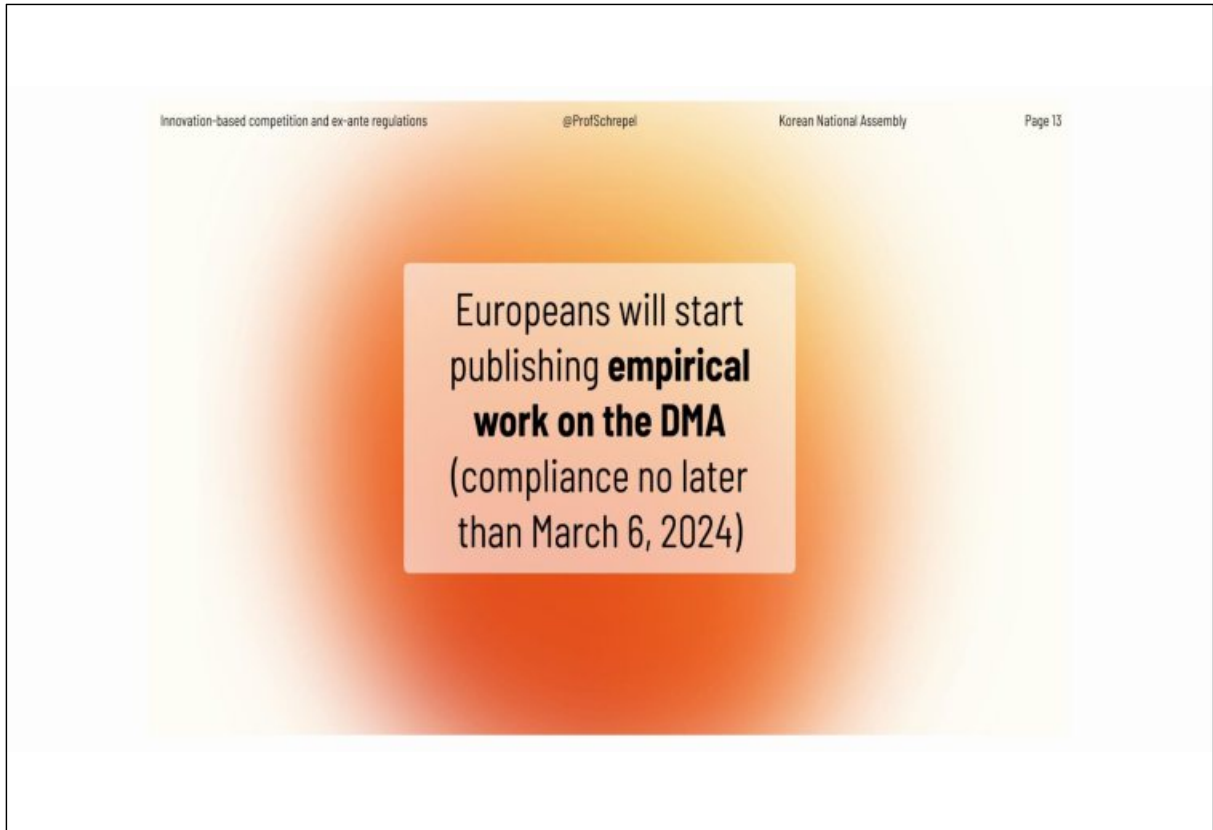 Innovation-based competition and ex-ante regulations
@ProfSchrepel
Korean National Assembly
Page 13
Europeans will start
publishing empirical
work on the DMA
(compliance no later
than March 6, 2024)